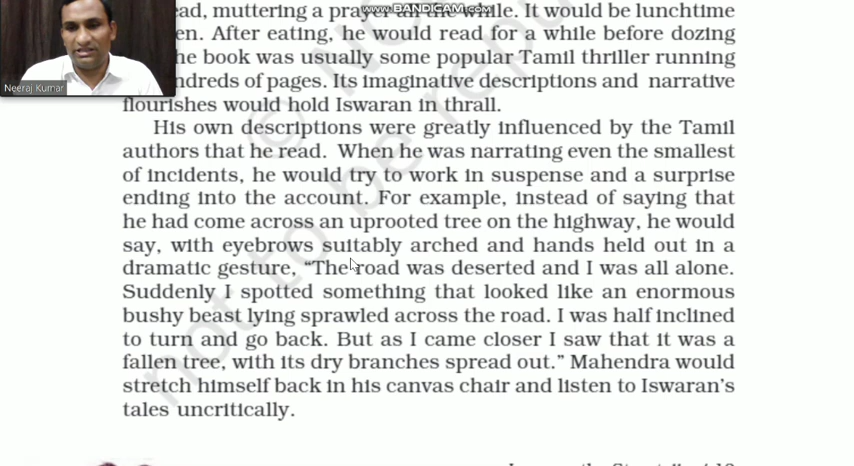 WWW.BANDICAM.COM
Neeraj Kumar
muttering a prayer all the while. It would be lunchtime
After eating, he would read for a while before dozing
he book was usually some popular Tamil thriller running
ndreds of pages. Its imaginative descriptions and narrative
flourishes would hold Iswaran in thrall.
His own descriptions were greatly influenced by the Tamil
authors that he read. When he was narrating even the smallest
of incidents, he would try to work in suspense and a surprise
ending into the account. For example, instead of saying that
he had come across an uprooted tree on the highway, he would
say, with eyebrows suitably arched and hands held out in a
dramatic gesture, “The road was deserted and I was all alone.
Suddenly I spotted something that looked like an enormous
bushy beast lying sprawled across the road. I was half inclined
to turn and go back. But as I came closer I saw that it was a
fallen tree, with its dry branches spread out.” Mahendra would
stretch himself back in his canvas chair and listen to Iswaran’s
tales uncritically.
not to be